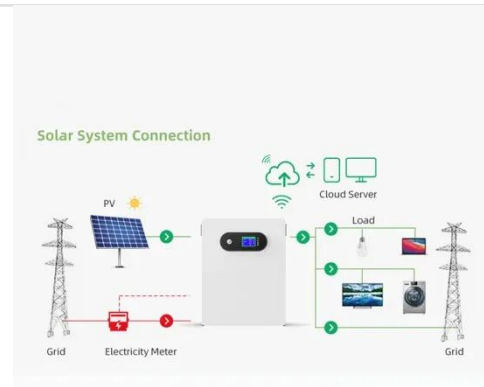 Solar System Connection
Cloud Server
PV
Load
Grid
Electricity Meter
Grid